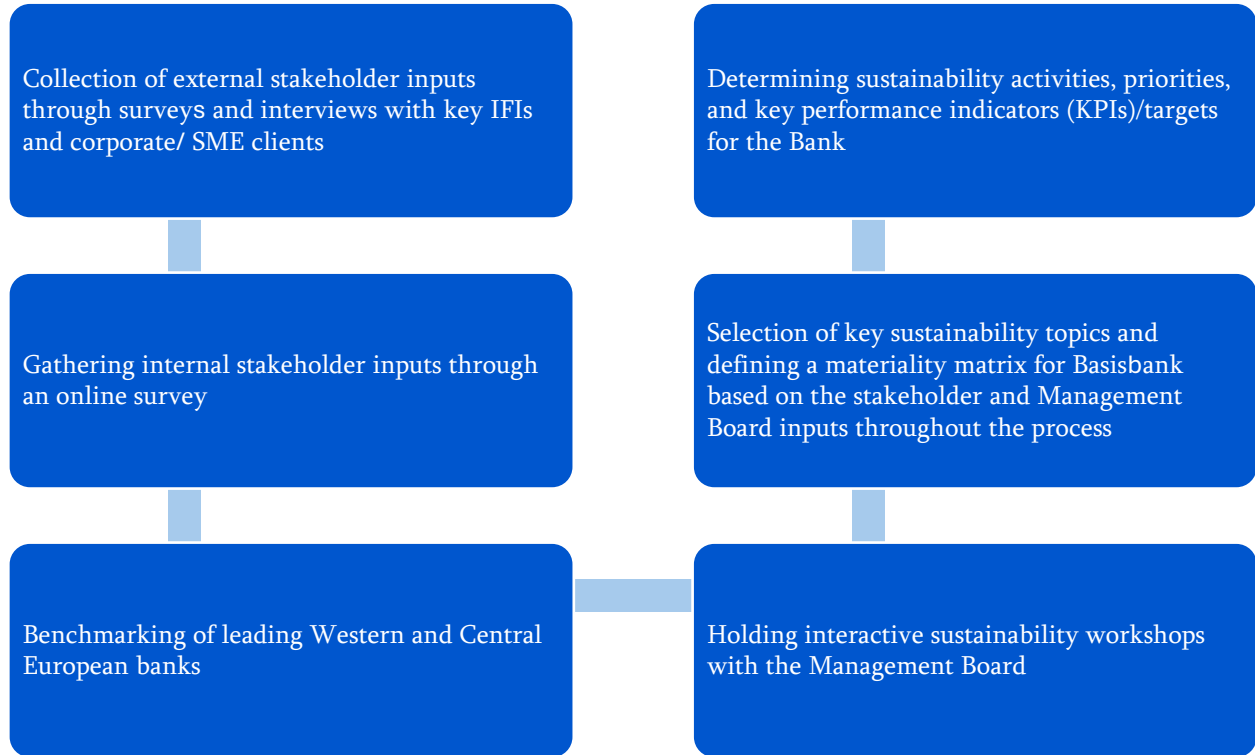 Collection of external stakeholder inputs
through surveys and interviews with key IFIs
and corporate/ SME clients
Gathering internal stakeholder inputs through
an online survey
Benchmarking of leading Western and Central
European banks
Holding interactive sustainability workshops
with the Management Board
Selection of key sustainability topics and
defining a materiality matrix for Basisbank
based on the stakeholder and Management
Board inputs throughout the process
Determining sustainability activities, priorities,
and key performance indicators (KPIs)/targets
for the Bank